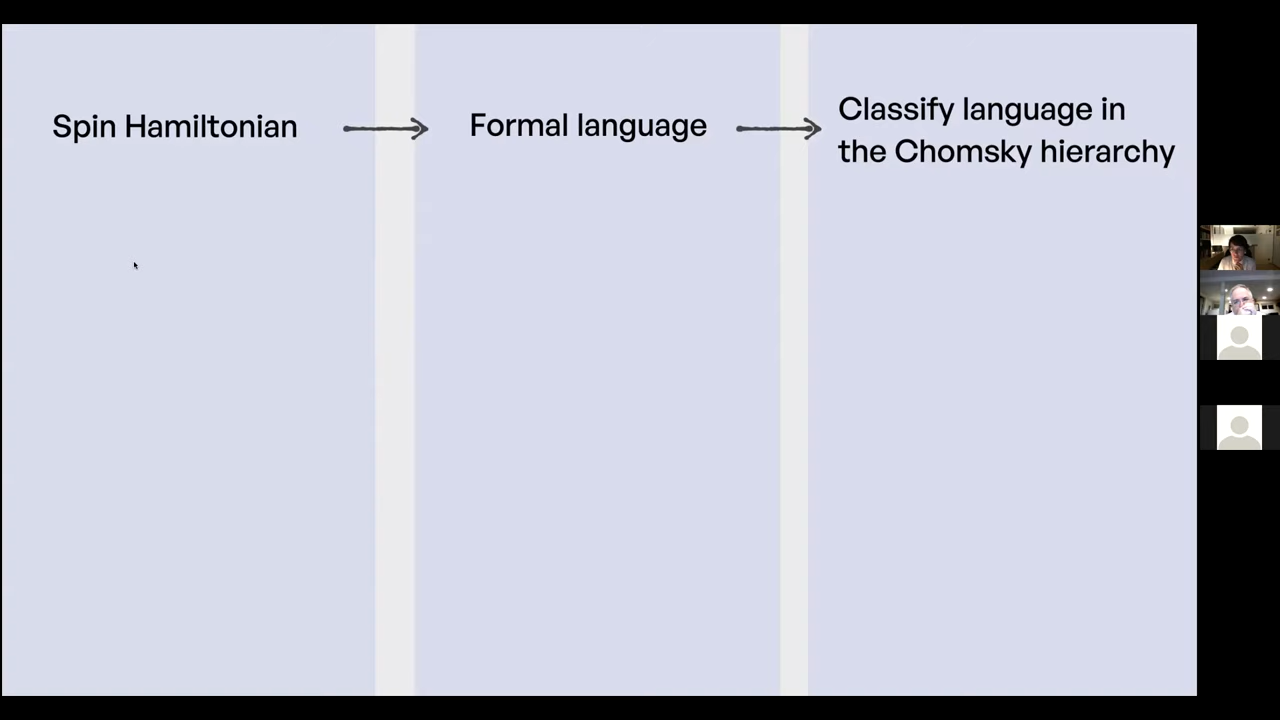 Spin Hamiltonian
Formal language
Classify language in
the Chomsky hierarchy